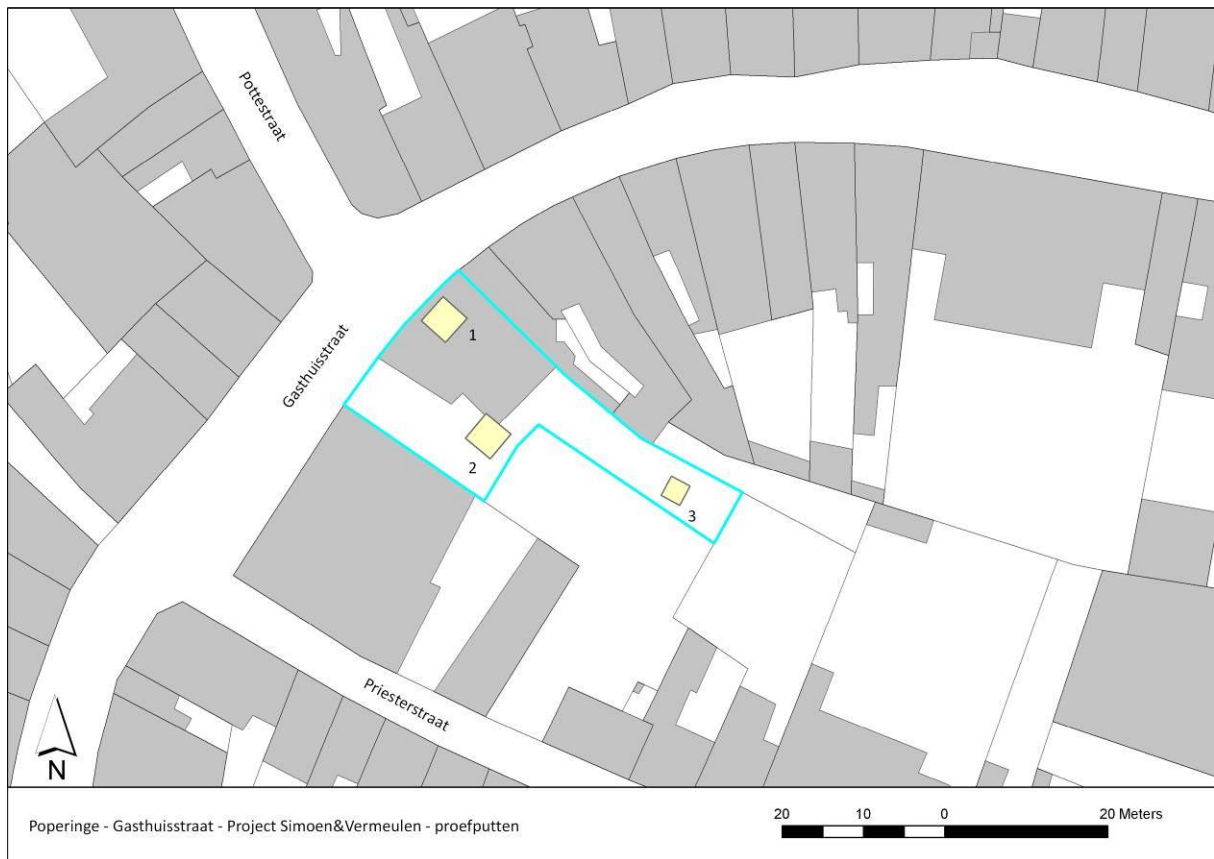 Pottestraat
Gasthuisstraat
1
2
3
Priesterstraat
N
Poperinge - Gasthuisstraat - Project Simoen&Vermeulen - proefputten
20 10 0 20 Meters